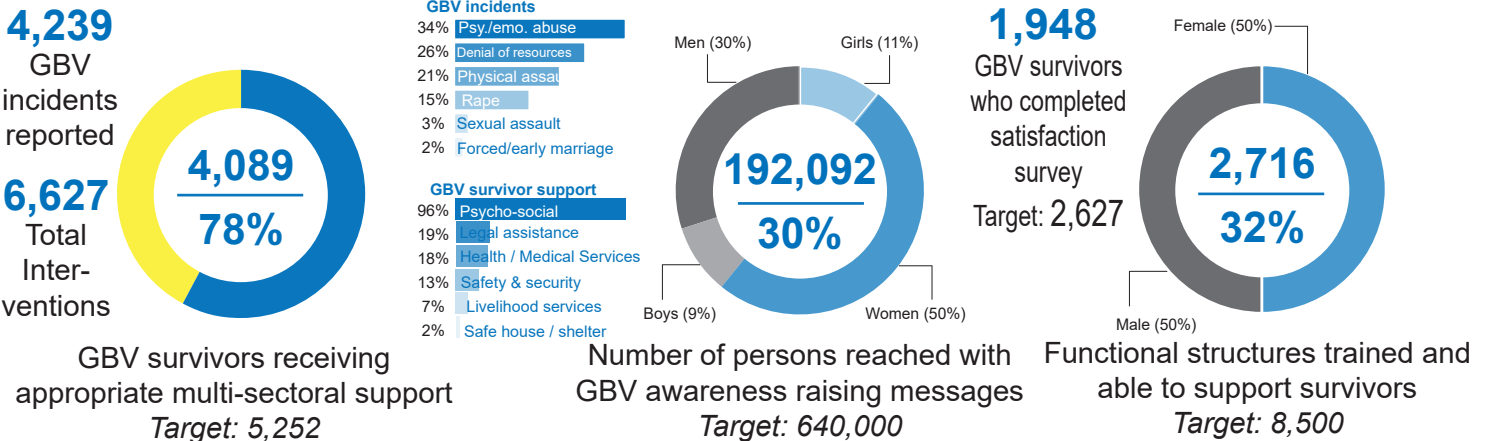 4,239
GBV
incidents
reported
6,627
Total
Inter-
ventions
4,089
78%
GBV survivors receiving
appropriate multi-sectoral support
Target: 5,252
GBV incidents
34% Psy./emo. abuse
26% Denial of resources
21% Physical assau
15% Rape
3% Sexual assault
2% Forced/early marriage
GBV survivor support
96% Psycho-social
19% Legal assistance
18% Health / Medical Services
13% Safety & security
7% Livelihood services
2% Safe house / shelter
Men (30%)
Girls (11%)
192,092
30%
Boys (9%)
Women (50%)
Number of persons reached with
GBV awareness raising messages
Target: 640,000
1,948
GBV survivors
who completed
satisfaction
survey
Target: 2,627
Female (50%)
2,716
32%
Male (50%)
Functional structures trained and
able to support survivors
Target: 8,500